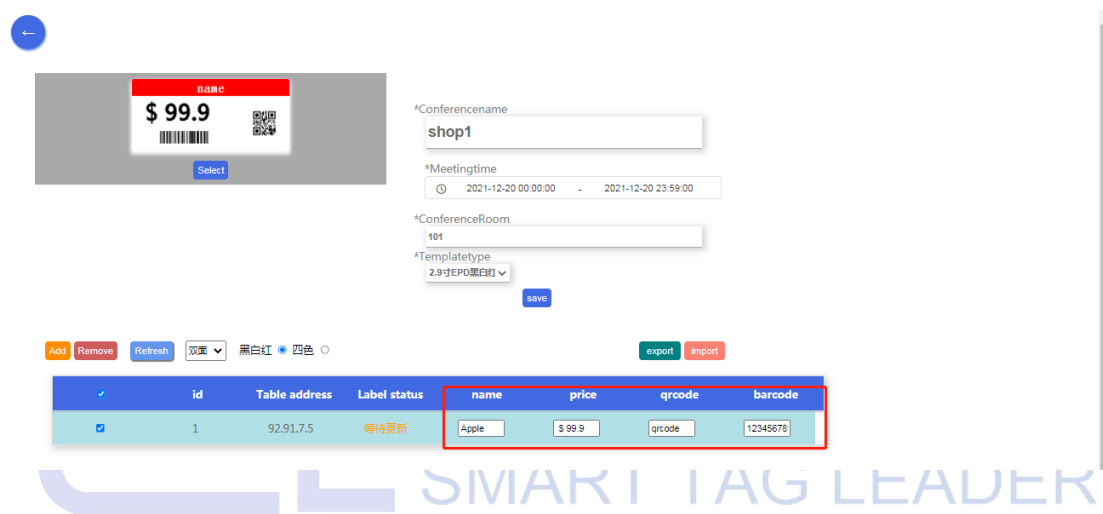 ←
name
$ 99.9
Select
*Conferencename
shop1
*Meetingtime
2021-12-20 00:00:00 - 2021-12-20 23:59:00
*ConferenceRoom
101
*Templatetype
2.9寸EPD黑白红
save
Add Remove Refresh 双面 黑白红 四色 export import
id Table address Label status name price qrcode barcode
1 92.91.7.5 等待更新 Apple $ 99.9 qrcode 12345678
SMART TAG LEADER